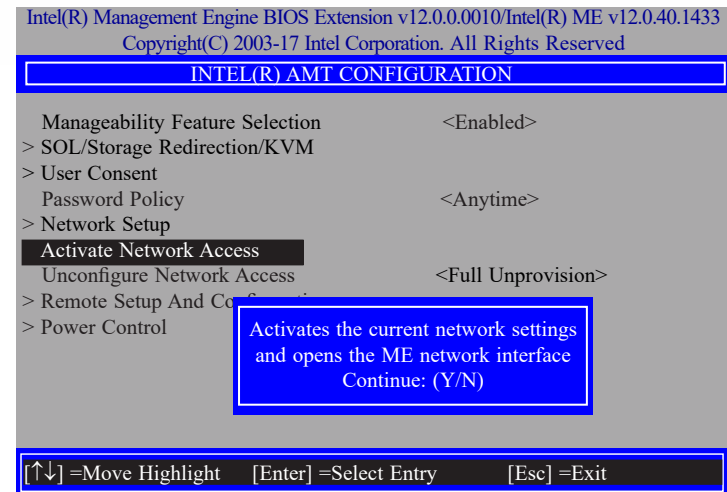 Intel(R) Management Engine BIOS Extension v12.0.0.0010/Intel(R) ME v12.0.40.1433
Copyright(C) 2003-17 Intel Corporation. All Rights Reserved
INTEL(R) AMT CONFIGURATION
Manageability Feature Selection <Enabled>
> SOL/Storage Redirection/KVM
> User Consent
Password Policy <Anytime>
> Network Setup
Activate Network Access
Unconfigure Network Access <Full Unprovision>
> Remote Setup And
> Power Control
Activates the current network settings
and opens the ME network interface
Continue: (Y/N)
[↑↓] =Move Highlight [Enter] =Select Entry [Esc] =Exit